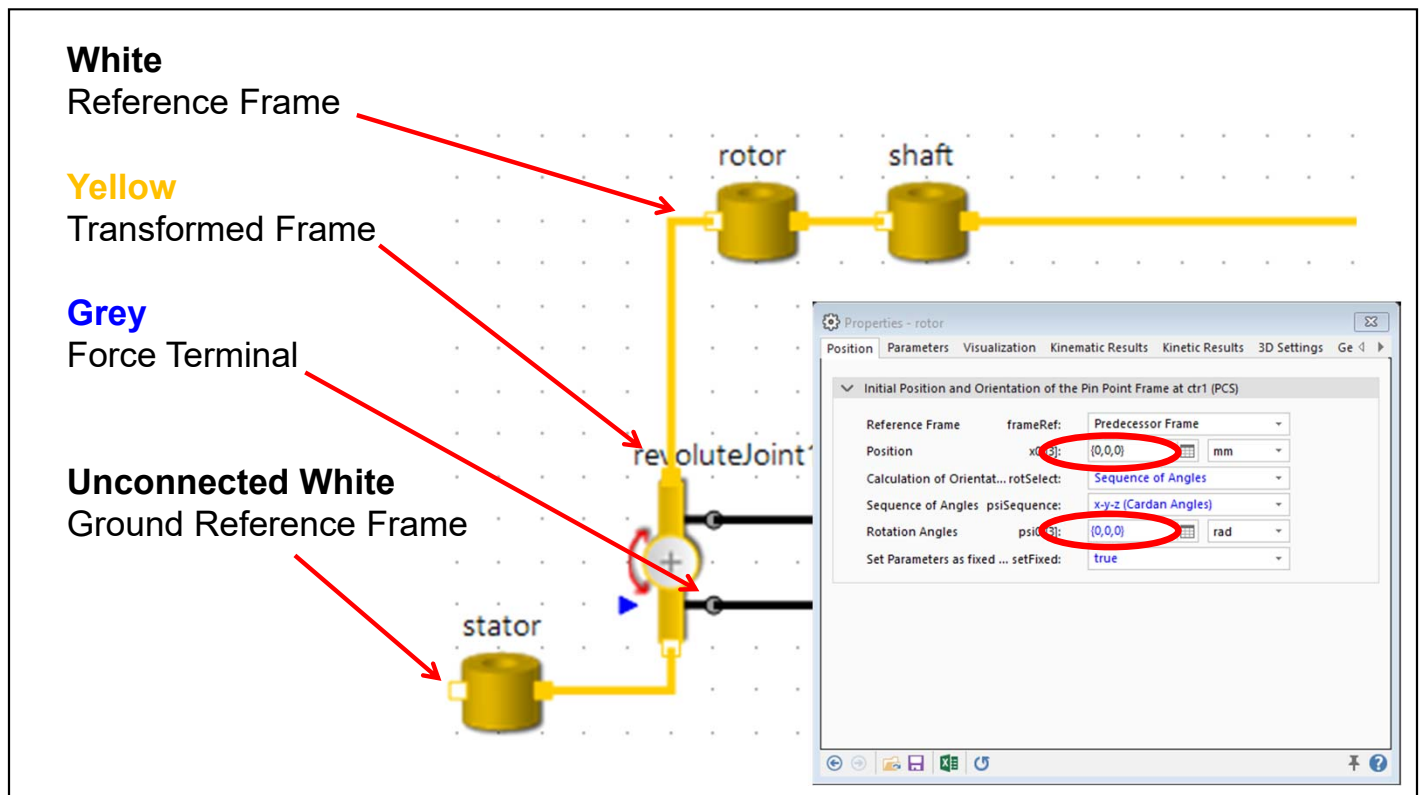 White
Reference Frame
Yellow
Transformed Frame
Grey
Force Terminal
Unconnected White
Ground Reference Frame
rotor
shaft
revoluteJoint1
stator
Properties - rotor
Position Parameters Visualization Kinematic Results Kinetic Results 3D Settings Ge
Initial Position and Orientation of the Pin Point Frame at ctr1 (PCS)
Reference Frame frameRef: Predecessor Frame
Position 3]: {0,0,0} mm
Calculation of Orientat... rotSelect: Sequence of Angles
Sequence of Angles psiSequence: x-y-z (Cardan Angles)
Rotation Angles 3]: {0,0,0} rad
Set Parameters as fixed ... setFixed: true